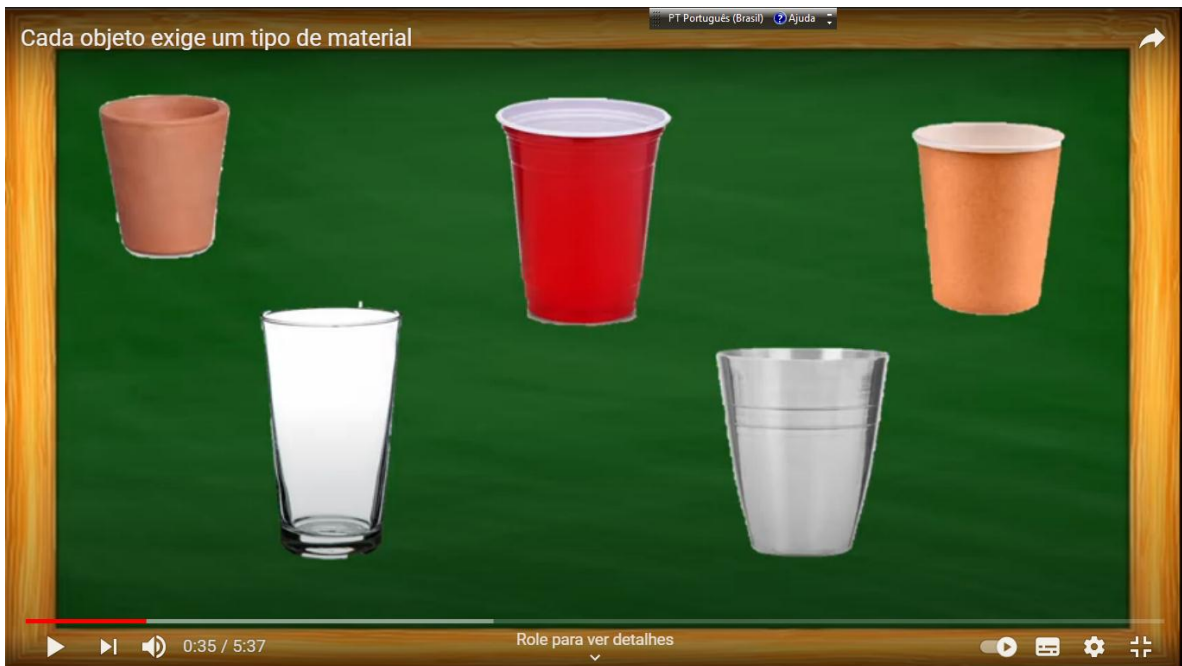 PT Português (Brasil) Ajuda
Cada objeto exige um tipo de material
Role para ver detalhes
0:35 / 5:37